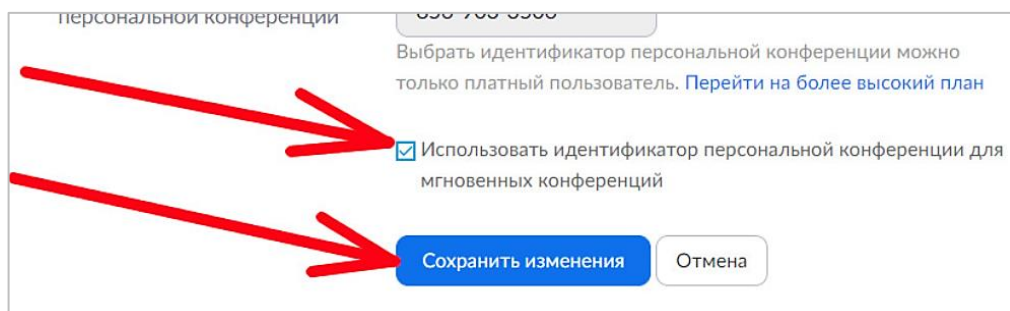 персональной конференции
Выбрать идентификатор персональной конференции можно
только платный пользователь. Перейти на более высокий план
Использовать идентификатор персональной конференции для
мгновенных конференций
Сохранить изменения
Отмена